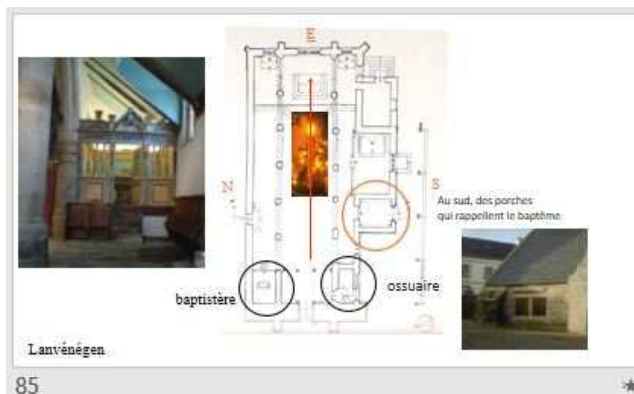 E
N
S
Au sud, des porches
qui rappellent le baptême
baptistère
ossuaire
Lanvénégen
85